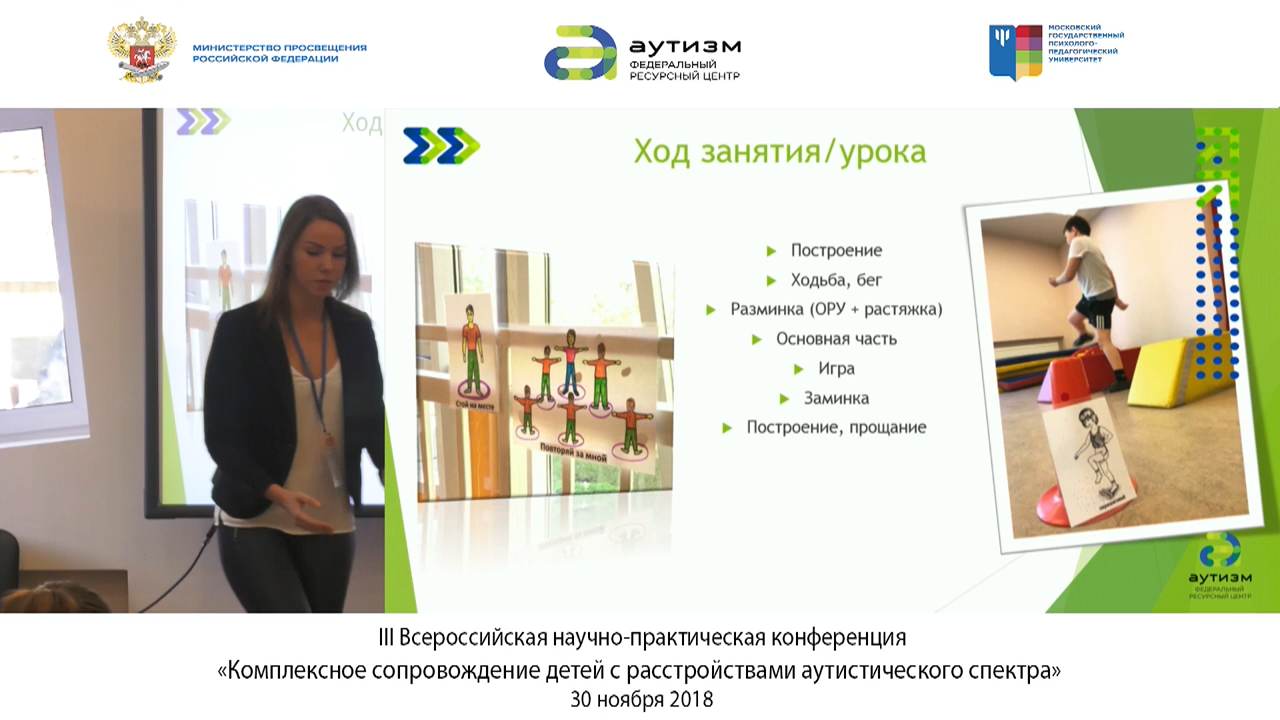 МИНИСТЕРСТВО ПРОСВЕЩЕНИЯ
РОССИЙСКОЙ ФЕДЕРАЦИИ
аутизм
ФЕДЕРАЛЬНЫЙ
РЕСУРСНЫЙ ЦЕНТР
МОСКОВСКИЙ
ГОСУДАРСТВЕННЫЙ
ПСИХОЛОГО-
ПЕДАГОГИЧЕСКИЙ
УНИВЕРСИТЕТ
Ход
Ход занятия/урока
Построение
Ходьба, бег
Разминка (ОРУ + растяжка)
Основная часть
Игра
Заминка
Построение, прощание
Стой на месте
Повторяй за мной
аутизм
ФЕДЕРАЛЬНЫЙ
РЕСУРСНЫЙ ЦЕНТР
III Всероссийская научно-практическая конференция
«Комплексное сопровождение детей с расстройствами аутистического спектра»
30 ноября 2018